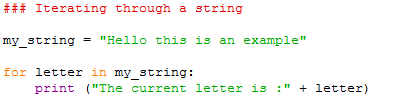 ### Iterating through a string
my_string = "Hello this is an example"
for letter in my_string:
    print ("The current letter is :" + letter)